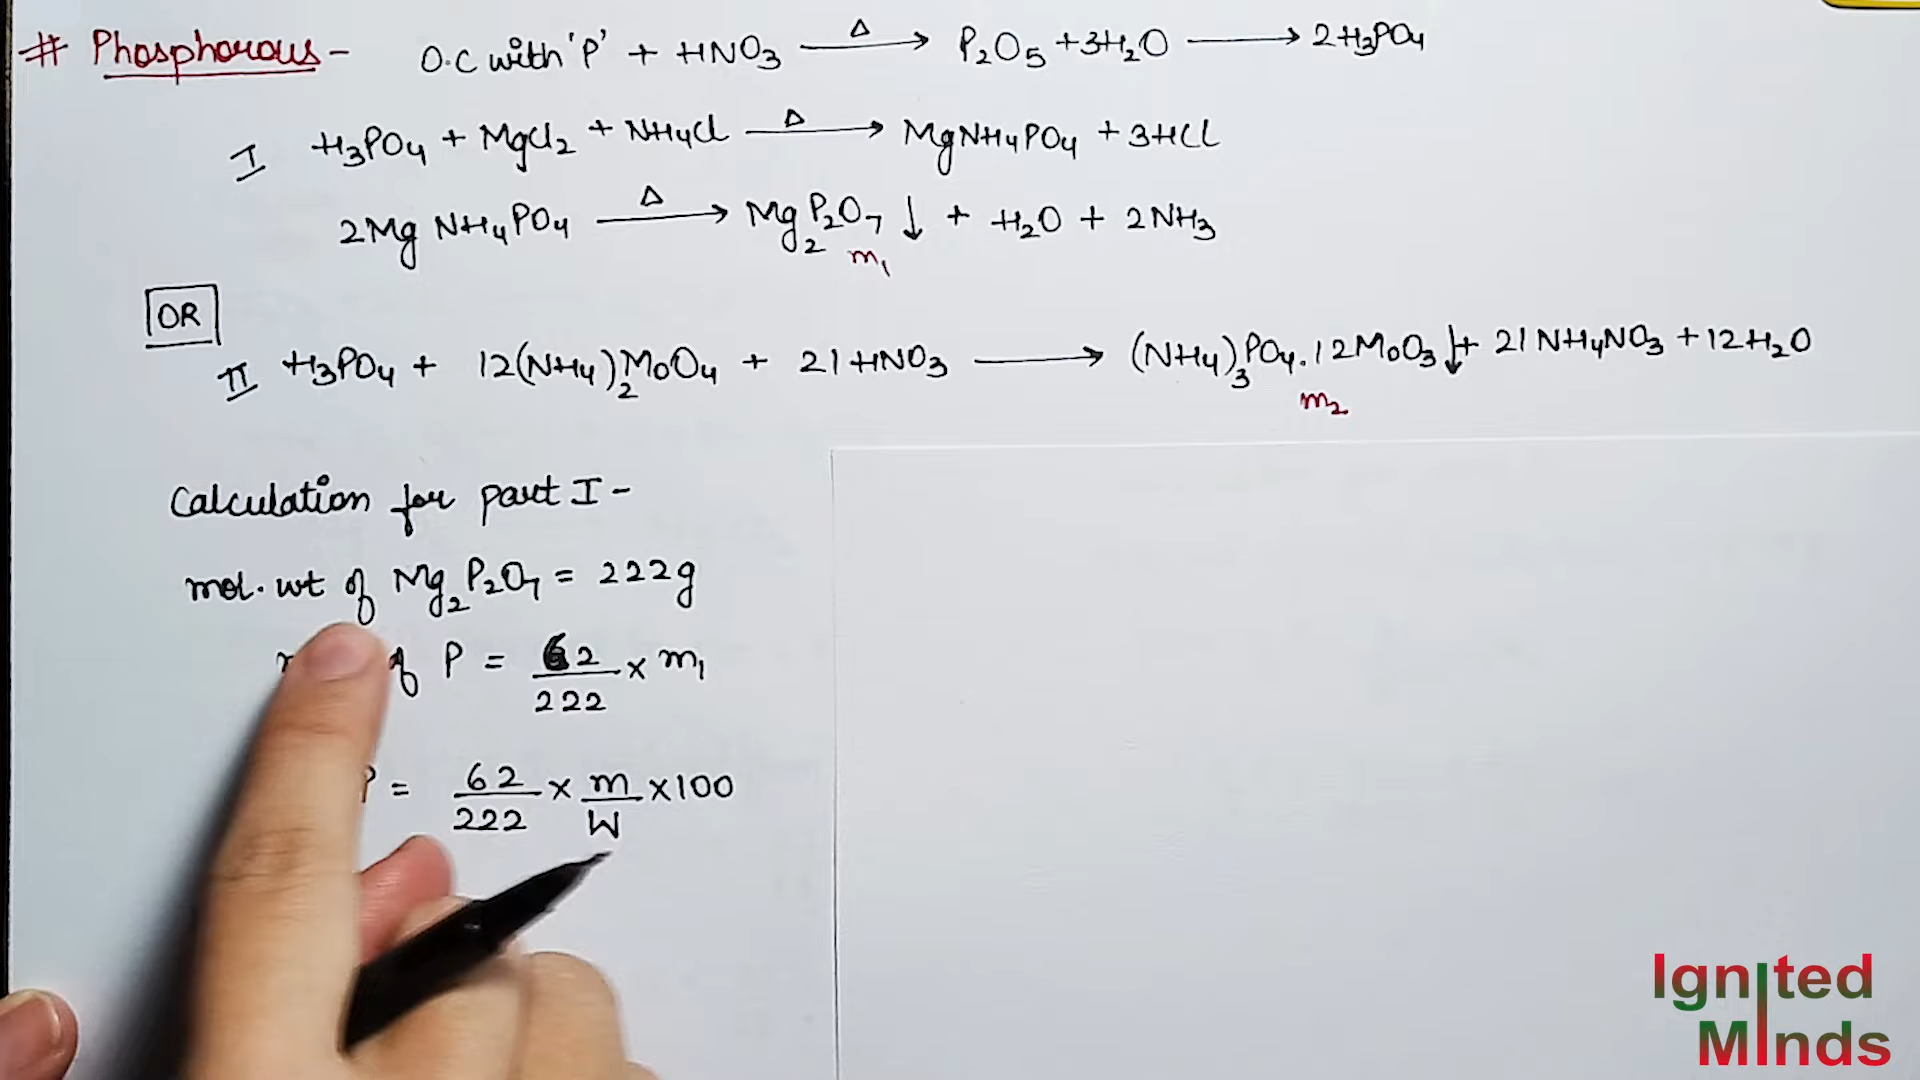 # Phosphorous -
O.C with 'P' + HNO₃ —Δ→ P₂O₅ + 3H₂O → 2H₃PO₄
I H₃PO₄ + MgCl₂ + NH₄Cl —Δ→ MgNH₄PO₄ + 3HCl
2Mg NH₄PO₄ —Δ→ Mg₂P₂O₇ ↓ + H₂O + 2NH₃
m₁
OR
II H₃PO₄ + 12(NH₄)₂MoO₄ + 21HNO₃ → (NH₄)₃PO₄.12MoO₃↓ + 21NH₄NO₃ + 12H₂O
m₂
Calculation for part I -
mol. wt of Mg₂P₂O₇ = 222g
of P = 62/222 × m₁
P = 62/222 × m/W × 100
Ignited
Minds